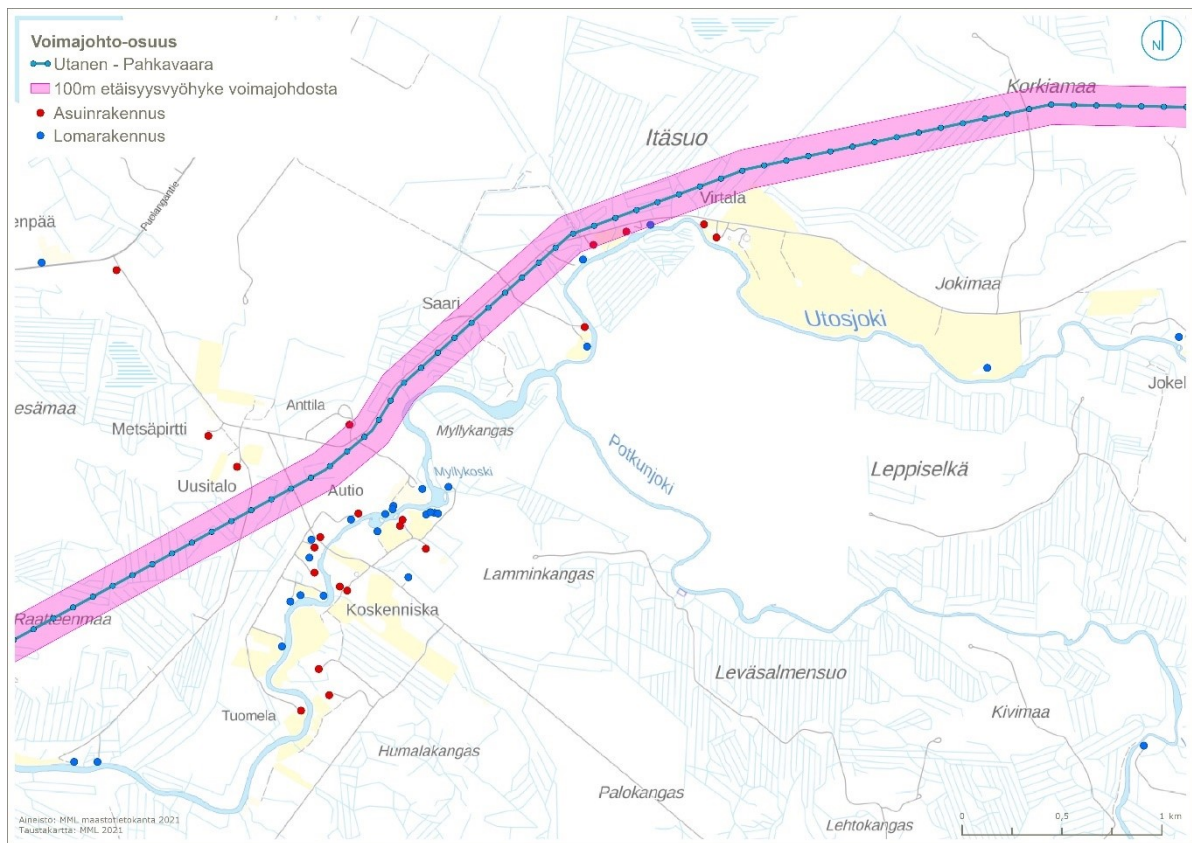 Voimajohto-osuus
Utanen - Pahkavaara
100m etäisyysvyöhyke voimajohdosta
Asuinrakennus
Lomarakennus
N
Korkiamaa
Itäsuo
Puolangantie
Virtala
enpää
Jokimaa
Saari
Utosjoki
Jokel
esämaa
Anttila
Metsäpirtti
Myllykangas
Potkunjoki
Leppiselkä
Myllykoski
Uusitalo
Autio
Lamminkangas
Koskenniska
Raatteenmaa
Leväsalmensuo
Kivimaa
Tuomela
Humalakangas
Palokangas
Lehtokangas
Aineisto: MML maastotietokanta 2021
Taustakartta: MML 2021
0 0,5 1 km